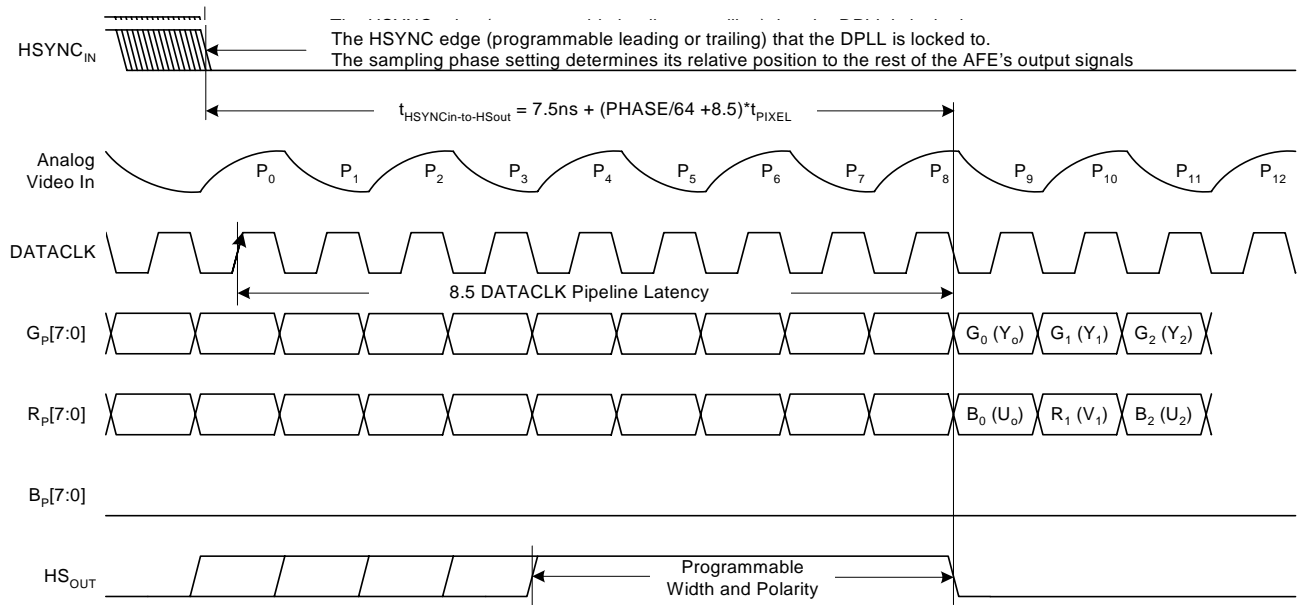 The HSYNC edge (programmable leading or trailing) that the DPLL is locked to.
HSYNC_IN
The sampling phase setting determines its relative position to the rest of the AFE's output signals
t_HSYNCin-to-HSout = 7.5ns + (PHASE/64 +8.5)*t_PIXEL
Analog
Video In
P_0 P_1 P_2 P_3 P_4 P_5 P_6 P_7 P_8 P_9 P_10 P_11 P_12
DATACLK
8.5 DATACLK Pipeline Latency
G_P[7:0] G_0 (Y_o) G_1 (Y_1) G_2 (Y_2)
R_P[7:0] B_0 (U_o) R_1 (V_1) B_2 (U_2)
B_P[7:0]
HS_OUT
Programmable
Width and Polarity